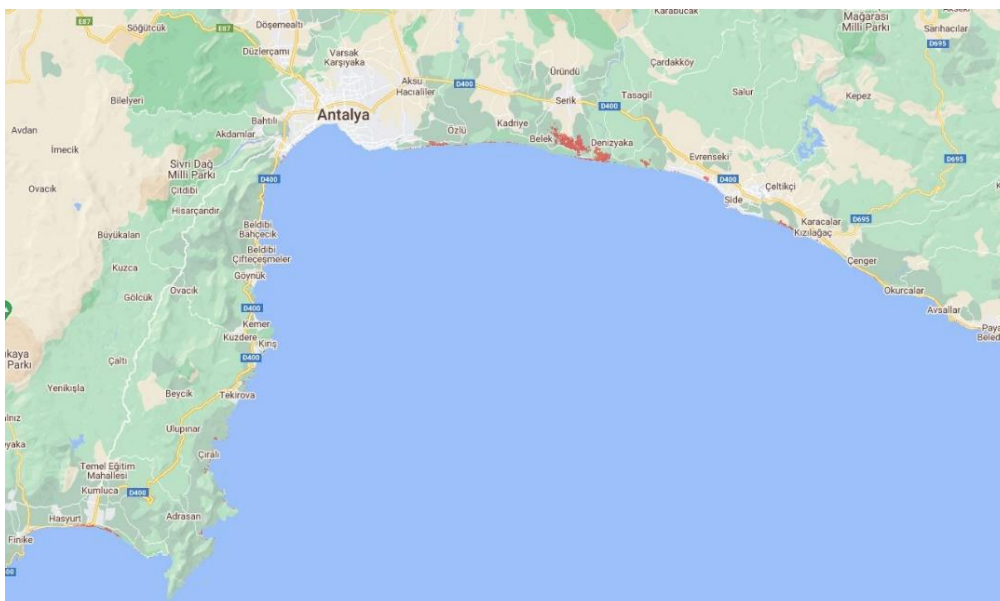 E87
Söğütcük
E87
Döşemealtı
Düzlerçamı
Varsak
Karşıyaka
Karabucak
Mağarası
Milli Parkı
Akseki
Sarıhacılar
D695
Bilelyeri
Bahtılı
Antalya
Aksu
Hacıaliler
D400
Üründü
Serik
Tasagil
Çardakköy
Salur
Kepez
Avdan
İmecik
Akdamlar
Özlü
Kadriye
Belek
Denizyaka
D695
Sivri Dağ
Milli Parkı
D400
Evrenseki
D400
Çeltikçi
Ovacık
Çitdibi
Hisarçandır
Side
Karacalar
Kızılağaç
D695
Büyükalan
Beldibi
Bahçecik
Beldibi
Çifteçeşmeler
Göynük
Çenger
Kuzca
Gölcük
Ovacık
D400
Okurcalar
Avsallar
Kemer
Kuzdere
Kiriş
D400
Çaltı
Yenikışla
Beycik
Tekirova
Ulupınar
Çıralı
Temel Eğitim
Mahallesi
Kumluca
D400
Hasyurt
Adrasan
Finike